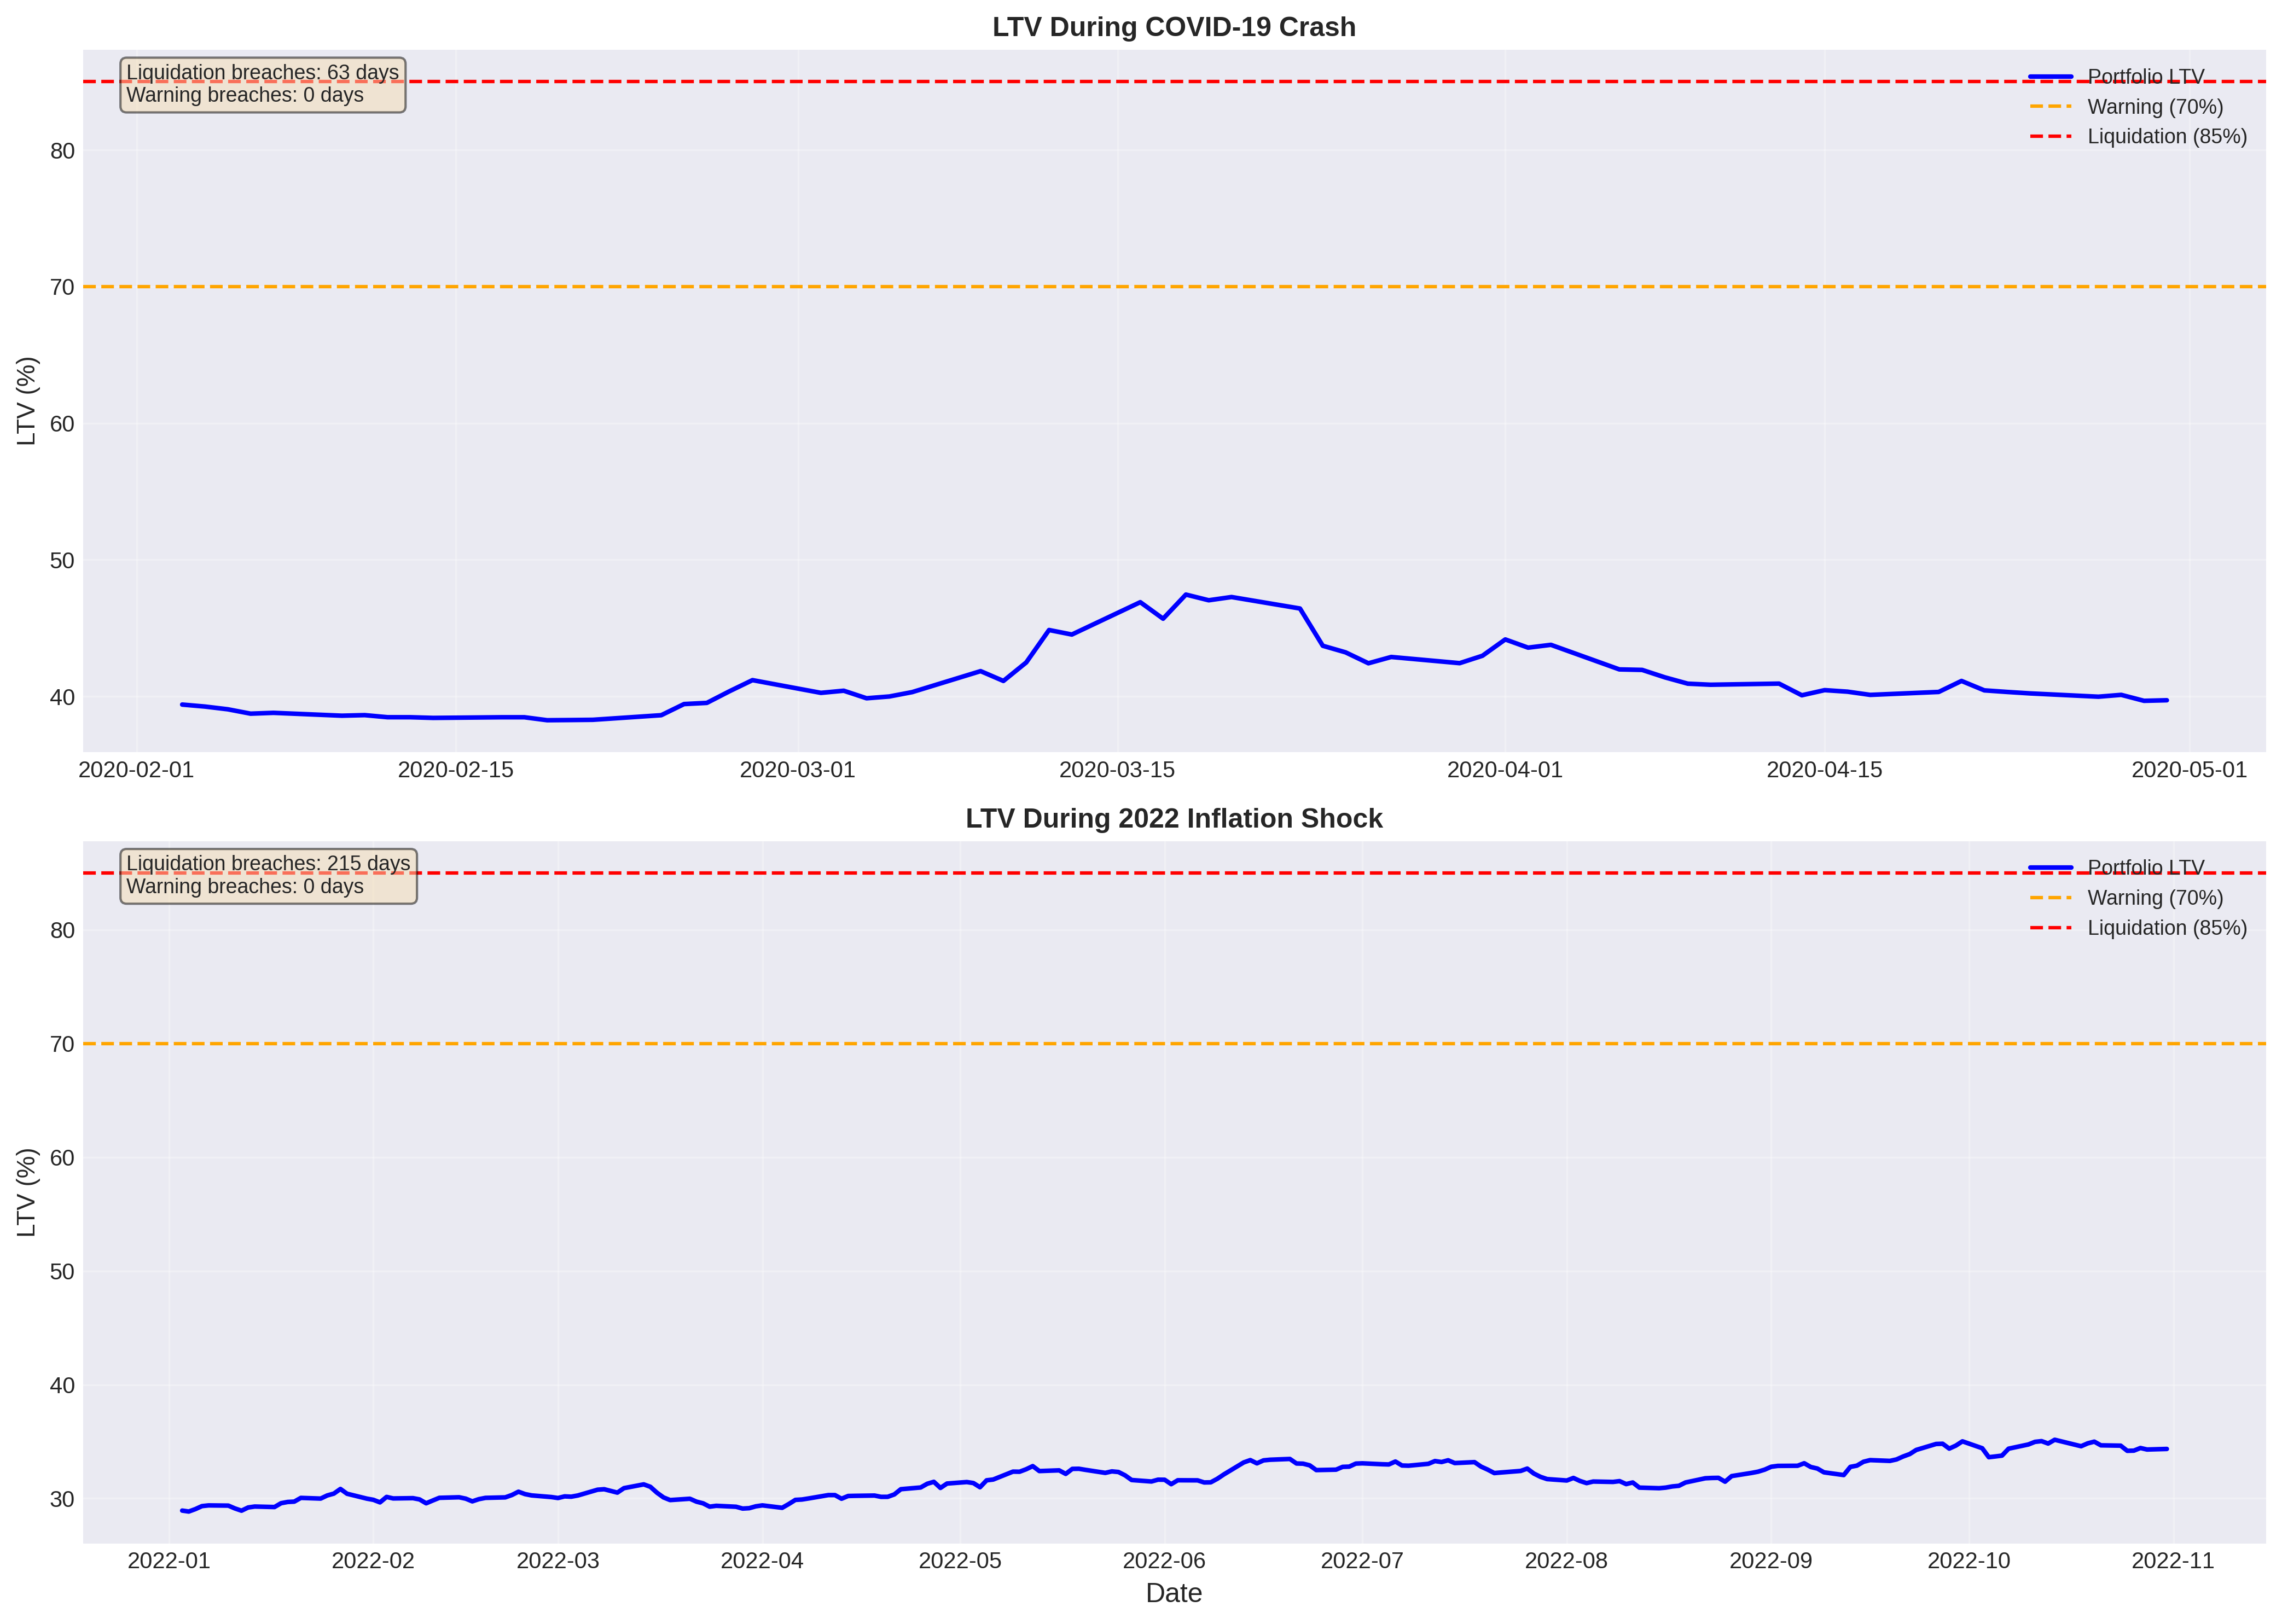 LTV During COVID-19 Crash
Liquidation breaches: 63 days
Warning breaches: 0 days
Portfolio LTV
Warning (70%)
Liquidation (85%)
LTV (%)
80
70
60
50
40
2020-02-01 2020-02-15 2020-03-01 2020-03-15 2020-04-01 2020-04-15 2020-05-01
LTV During 2022 Inflation Shock
Liquidation breaches: 215 days
Warning breaches: 0 days
Portfolio LTV
Warning (70%)
Liquidation (85%)
LTV (%)
80
70
60
50
40
30
2022-01 2022-02 2022-03 2022-04 2022-05 2022-06 2022-07 2022-08 2022-09 2022-10 2022-11
Date